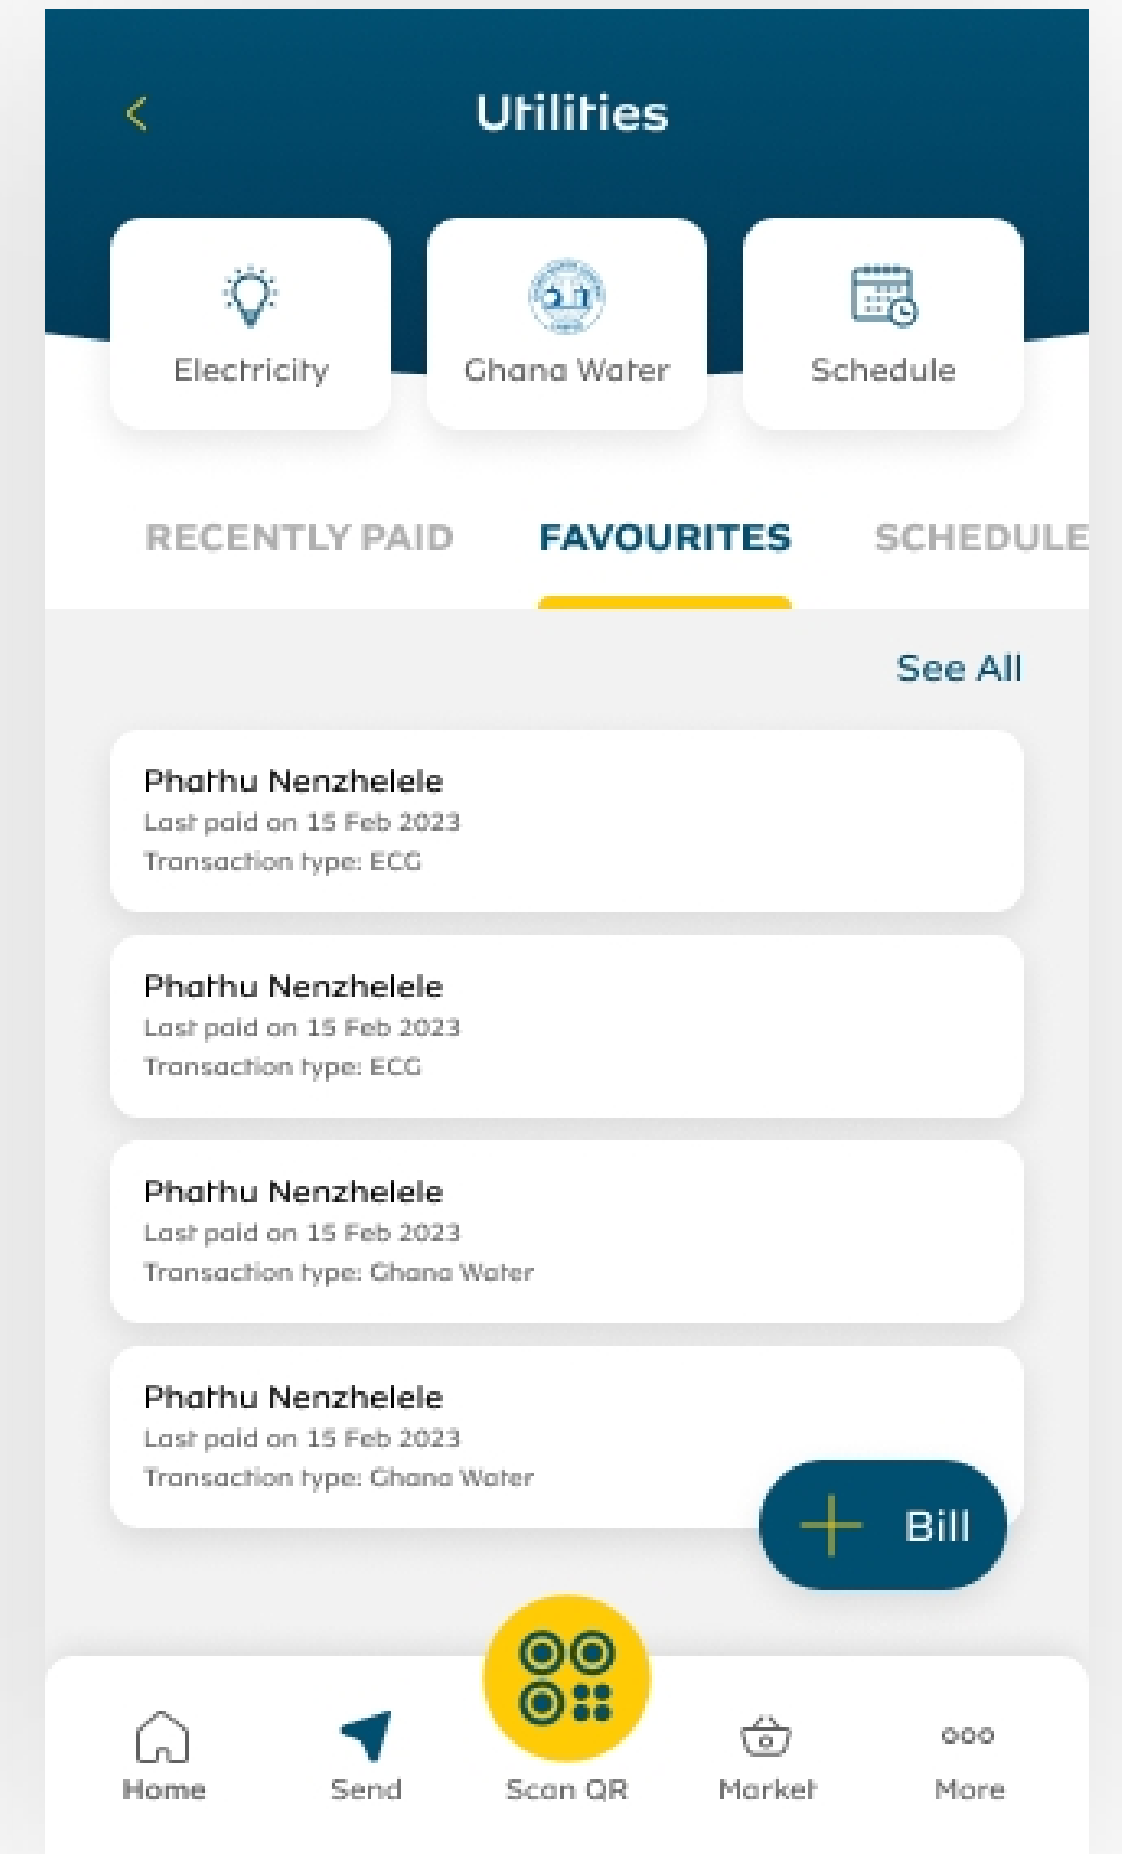 Utilities
Electricity
Ghana Water
Schedule
RECENTLY PAID
FAVOURITES
SCHEDULE
See All
Phathu Nenzhelele
Last paid on 15 Feb 2023
Transaction type: ECG
Phathu Nenzhelele
Last paid on 15 Feb 2023
Transaction type: ECG
Phathu Nenzhelele
Last paid on 15 Feb 2023
Transaction type: Ghana Water
Phathu Nenzhelele
Last paid on 15 Feb 2023
Transaction type: Ghana Water
Bill
Home
Send
Scan QR
Market
More